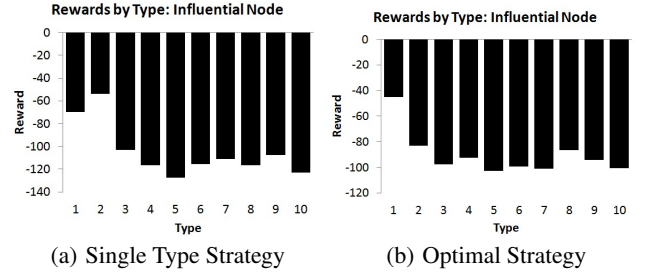 Rewards by Type: Influential Node
0
-20
-40
-60
-80
-100
-120
-140
Reward
1 2 3 4 5 6 7 8 9 10
Type
(a) Single Type Strategy
Rewards by Type: Influential Node
0
-20
-40
-60
-80
-100
-120
Reward
1 2 3 4 5 6 7 8 9 10
Type
(b) Optimal Strategy